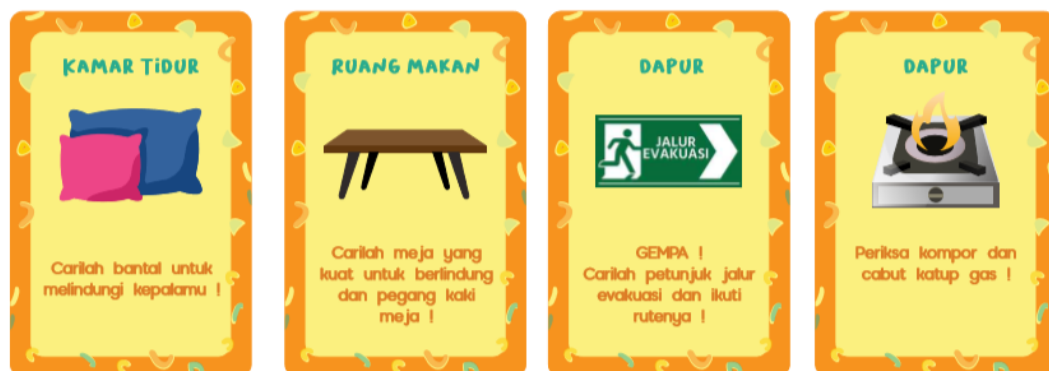 KAMAR TIDUR
Carilah bantal untuk
melindungi kepalamu !
RUANG MAKAN
Carilah meja yang
kuat untuk berlindung
dan pegang kaki
meja !
DAPUR
JALUR
EVAKUASI
GEMPA !
Carilah petunjuk jalur
evakuasi dan ikuti
rutenya !
DAPUR
Periksa kompor dan
cabut katup gas !